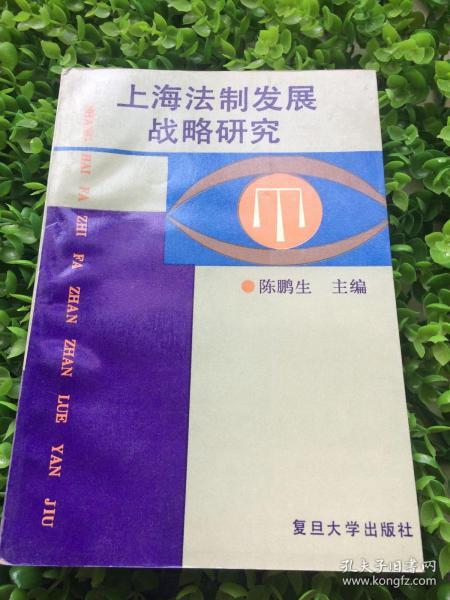 上海法制发展
战略研究
SHANG HAI FA ZHI FA ZHAN ZHAN LUE YAN JIU
陈鹏生 主编
复旦大学出版社
孔夫子旧书网
www.kongfz.com